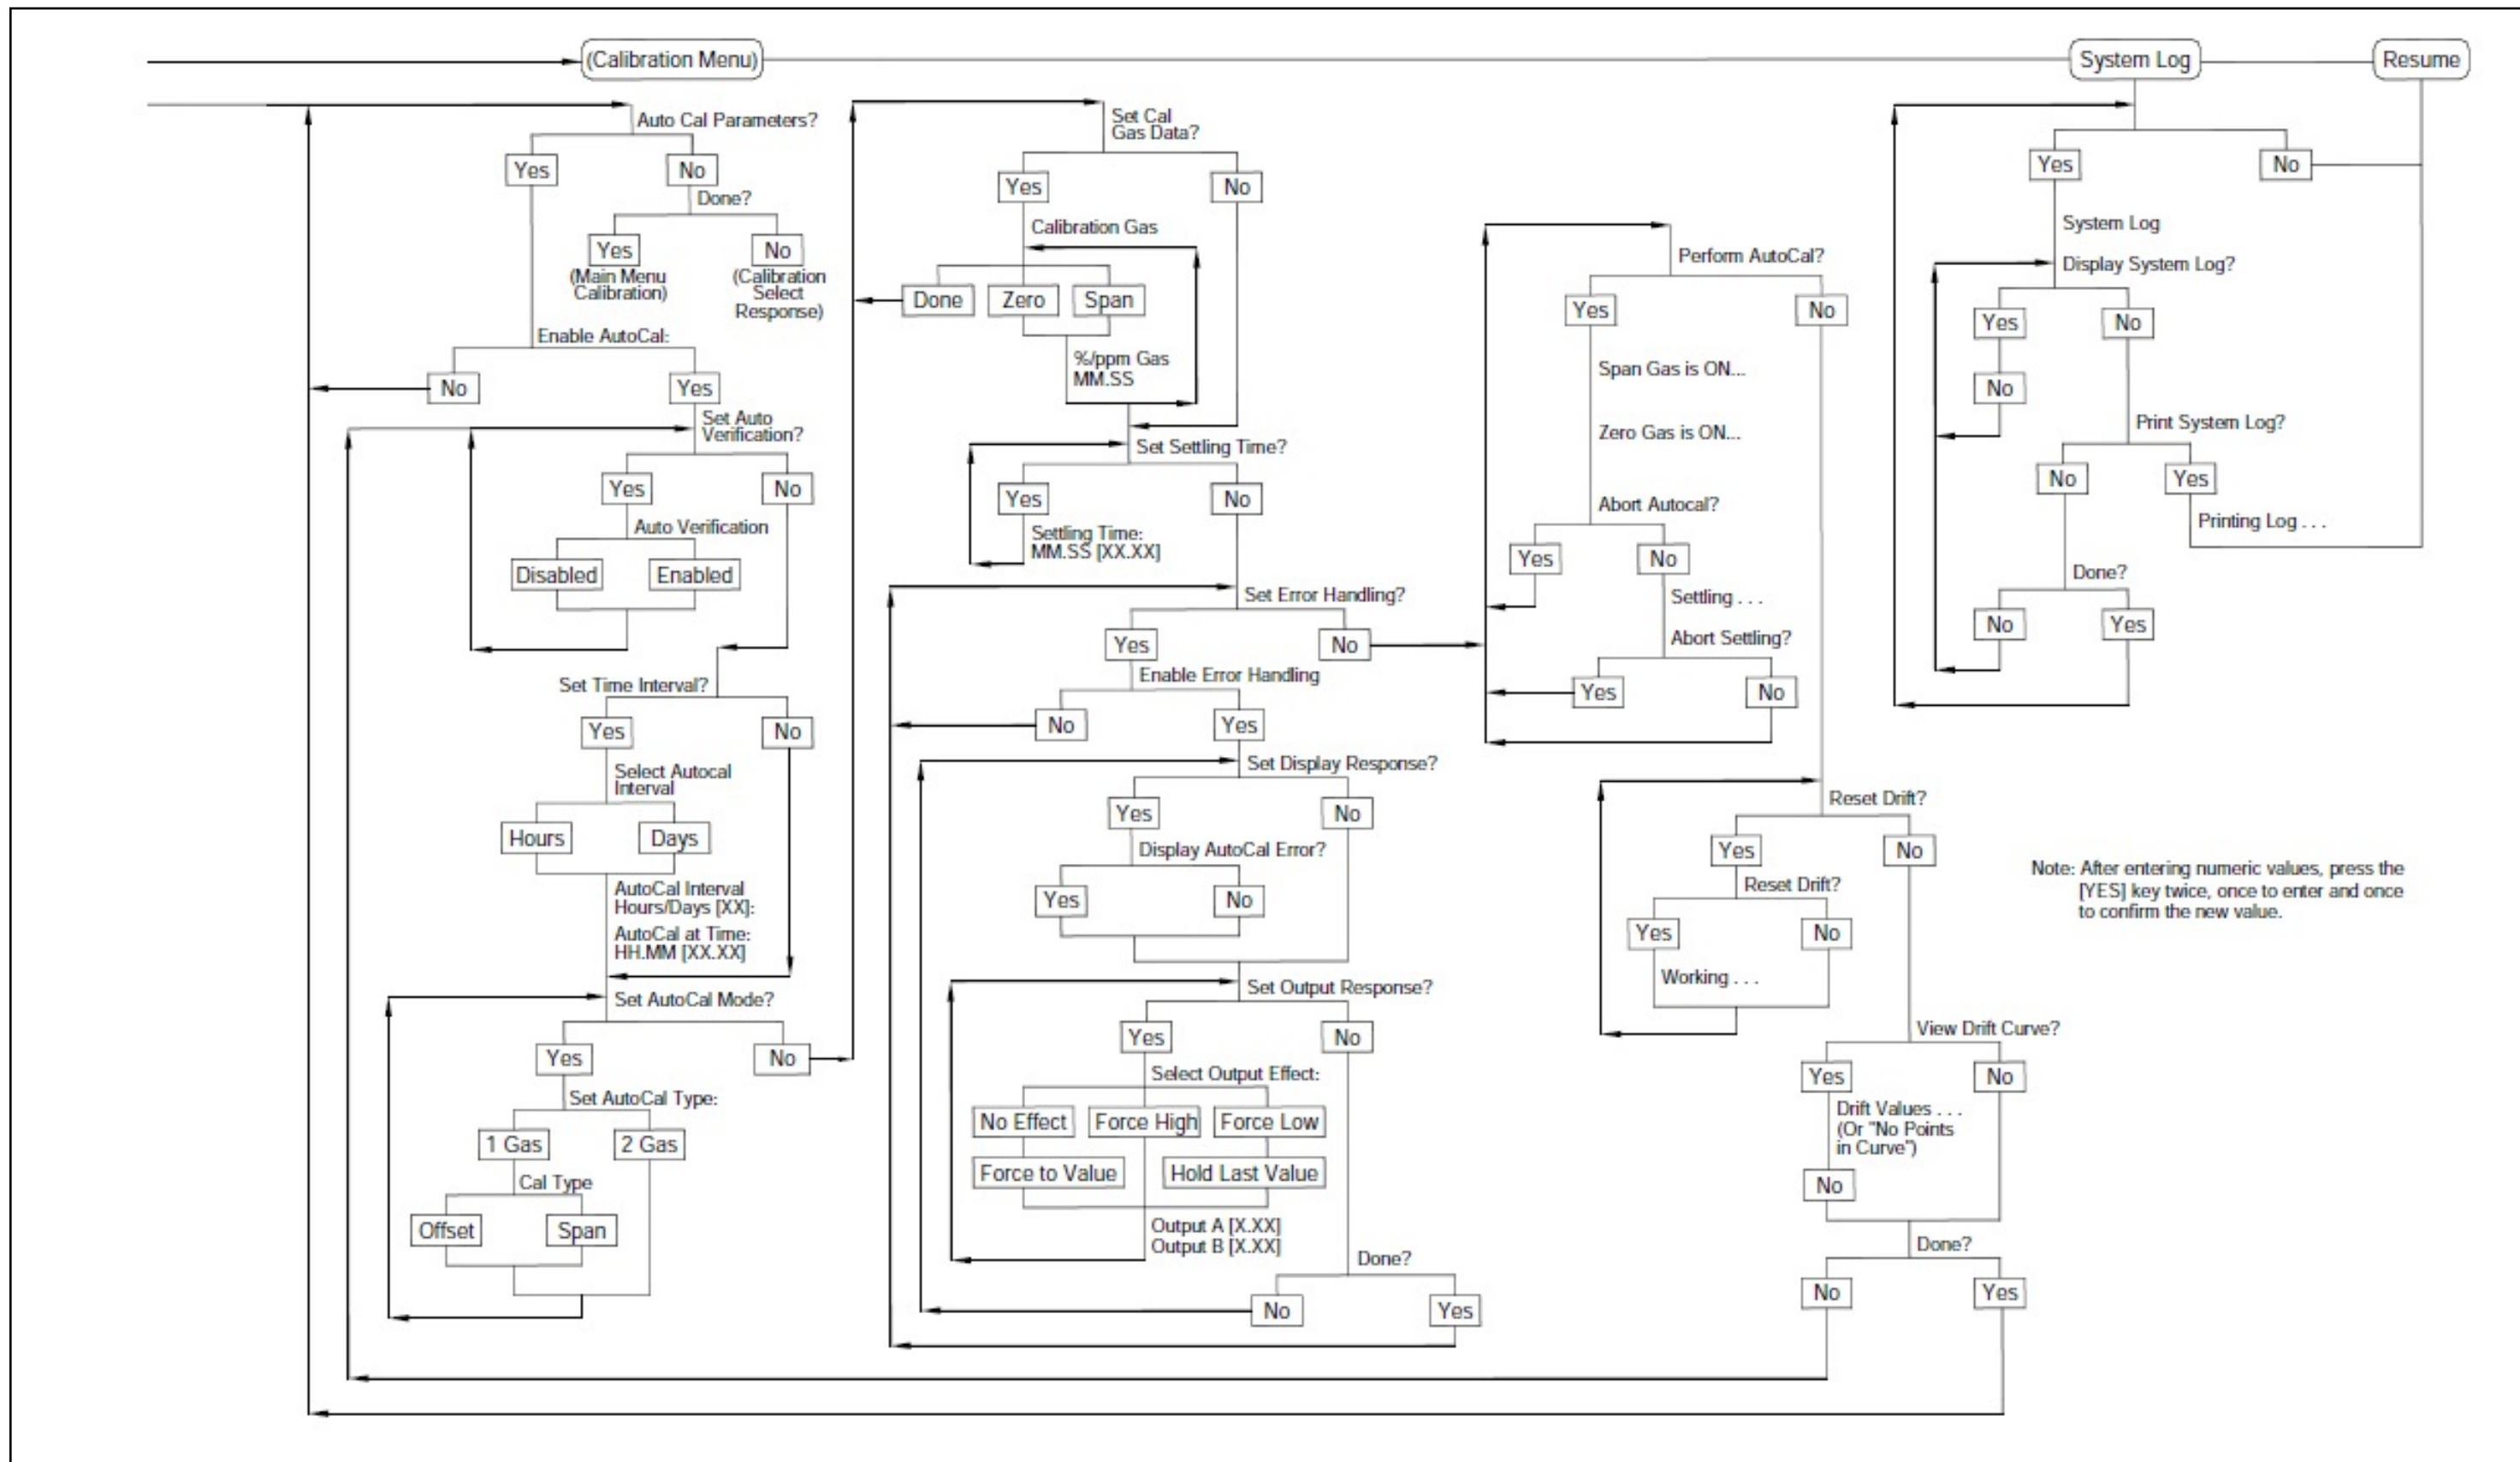 (Calibration Menu)
System Log
Resume
Auto Cal Parameters?
Yes
No
Done?
Yes
No
(Main Menu
Calibration)
(Calibration
Select
Response)
Enable AutoCal:
No
Yes
Set Auto
Verification?
Yes
No
Auto Verification
Disabled
Enabled
Set Time Interval?
Yes
No
Select Autocal
Interval
Hours
Days
AutoCal Interval
Hours/Days [XX]:
AutoCal at Time:
HH.MM [XX.XX]
Set AutoCal Mode?
Yes
No
Set AutoCal Type:
1 Gas
2 Gas
Cal Type
Offset
Span
Set Cal
Gas Data?
Yes
No
Calibration Gas
Done
Zero
Span
%/ppm Gas
MM.SS
Set Settling Time?
Yes
No
Settling Time:
MM.SS [XX.XX]
Set Error Handling?
Yes
No
Enable Error Handling
No
Yes
Set Display Response?
Yes
No
Display AutoCal Error?
Yes
No
Set Output Response?
Yes
No
Select Output Effect:
No Effect
Force High
Force Low
Force to Value
Hold Last Value
Output A [X.XX]
Output B [X.XX]
Done?
No
Yes
Perform AutoCal?
Yes
No
Span Gas is ON...
Zero Gas is ON...
Abort Autocal?
Yes
No
Settling . . .
Abort Settling?
Yes
No
Reset Drift?
Yes
No
Reset Drift?
Yes
No
Working . . .
View Drift Curve?
Yes
No
Drift Values . . .
(Or "No Points
in Curve")
No
Done?
No
Yes
Yes
No
System Log
Display System Log?
Yes
No
No
Print System Log?
No
Yes
Printing Log . . .
Done?
No
Yes
Note: After entering numeric values, press the
[YES] key twice, once to enter and once
to confirm the new value.